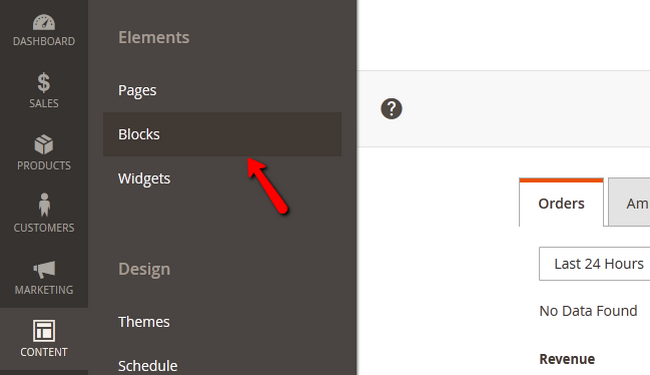 DASHBOARD
$
SALES
PRODUCTS
CUSTOMERS
MARKETING
CONTENT
Elements
Pages
Blocks
Widgets
Design
Themes
Schedule
?
Orders
Am
Last 24 Hours
No Data Found
Revenue